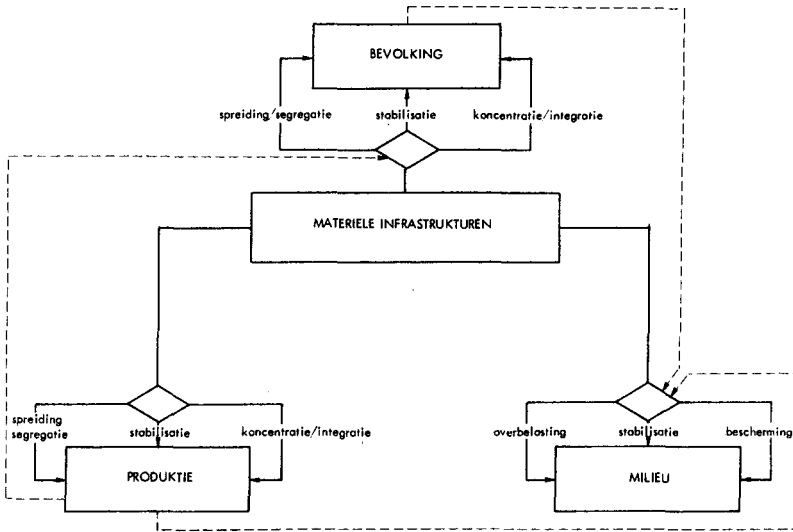 BEVOLKING
spreiding/segregatie
stabilisatie
koncentratie/integratie
MATERIELE INFRASTRUKTUREN
spreiding
segregatie
stabilisatie
koncentratie/integratie
overbelasting
stabilisatie
bescherming
PRODUKTIE
MILIEU